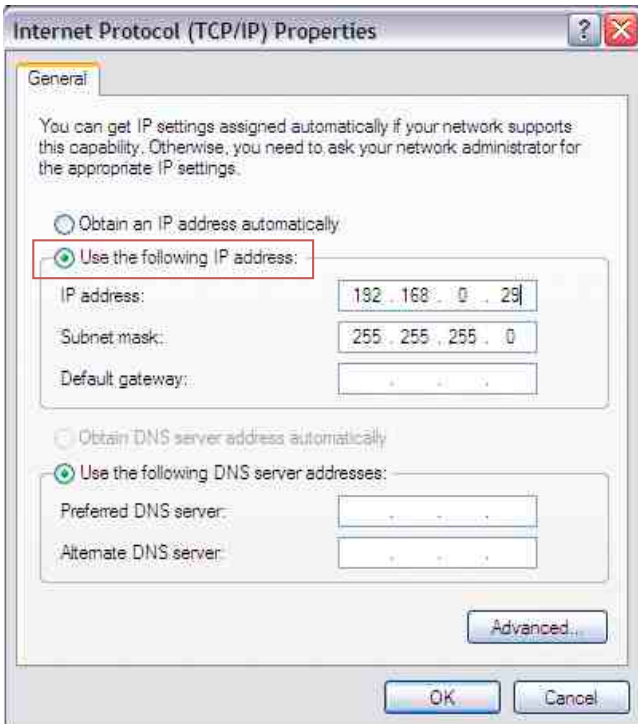 Internet Protocol (TCP/IP) Properties
General
You can get IP settings assigned automatically if your network supports
this capability. Otherwise, you need to ask your network administrator for
the appropriate IP settings.
Obtain an IP address automatically
Use the following IP address:
IP address: 192 . 168 . 0 . 29
Subnet mask: 255 . 255 . 255 . 0
Default gateway: . . .
Obtain DNS server address automatically
Use the following DNS server addresses:
Preferred DNS server: . . .
Alternate DNS server: . . .
Advanced...
OK Cancel